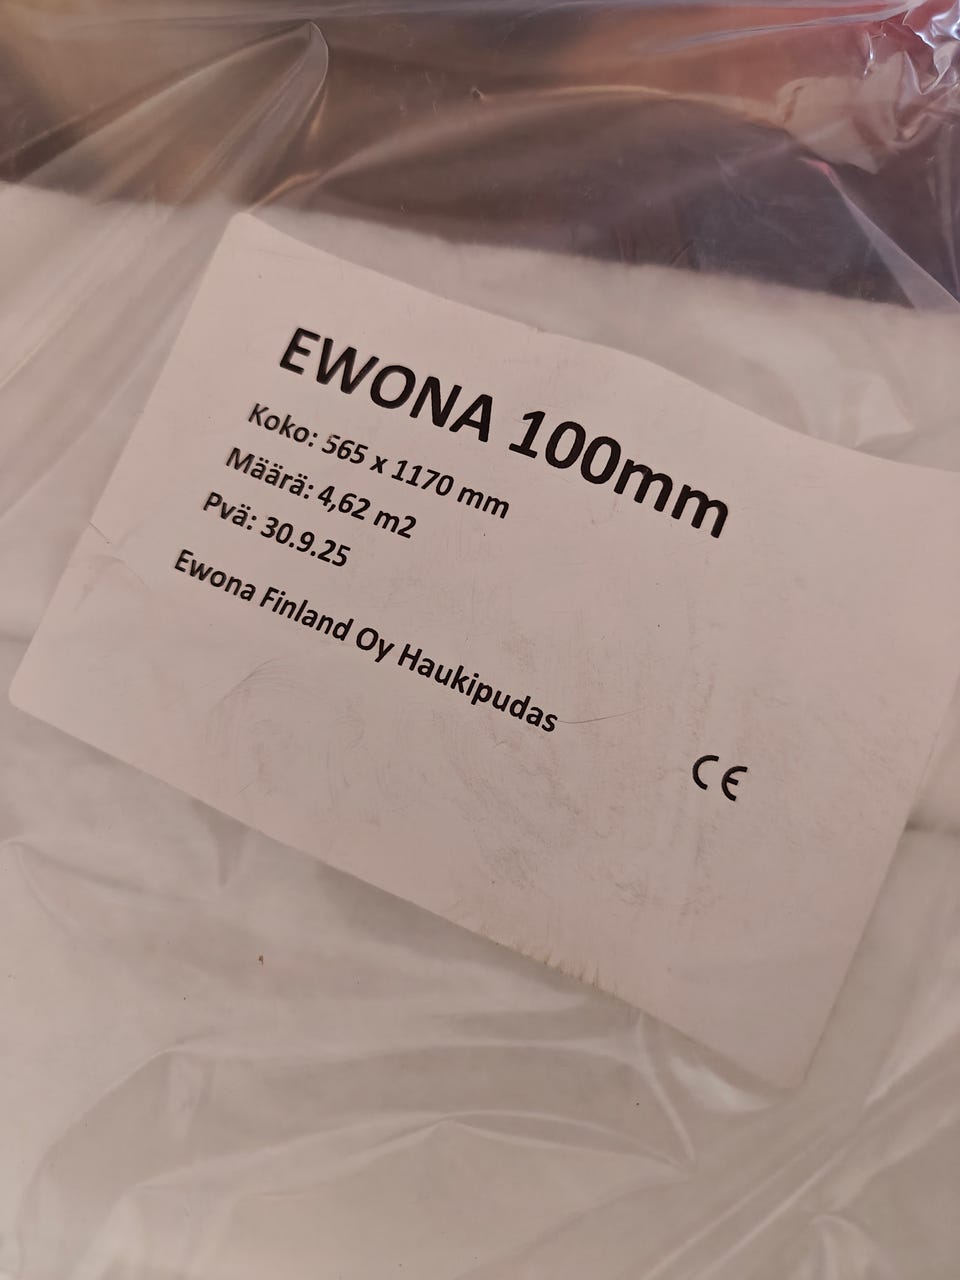 EWONA 100mm
Koko: 565 x 1170 mm
Määrä: 4,62 m2
Pvä: 30.9.25
Ewona Finland Oy Haukipudas
CE